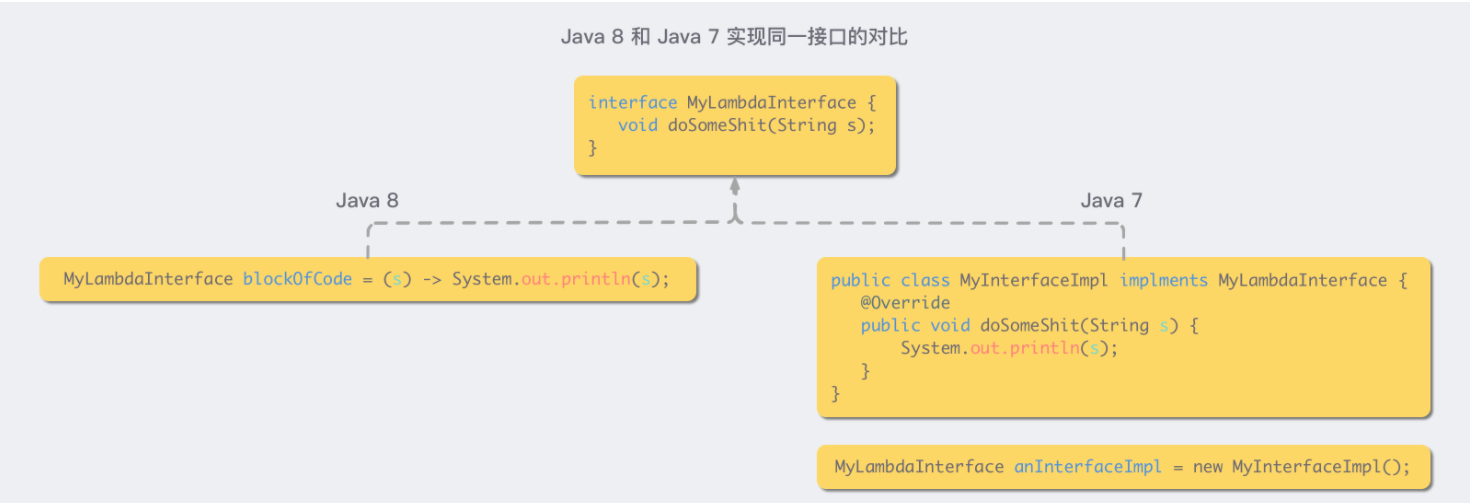 Java 8 和 Java 7 实现同一接口的对比
interface MyLambdaInterface {
void doSomeShit(String s);
}
Java 8
Java 7
MyLambdaInterface blockOfCode = (s) -> System.out.println(s);
public class MyInterfaceImpl implments MyLambdaInterface {
@Override
public void doSomeShit(String s) {
System.out.println(s);
}
}
MyLambdaInterface anInterfaceImpl = new MyInterfaceImpl();